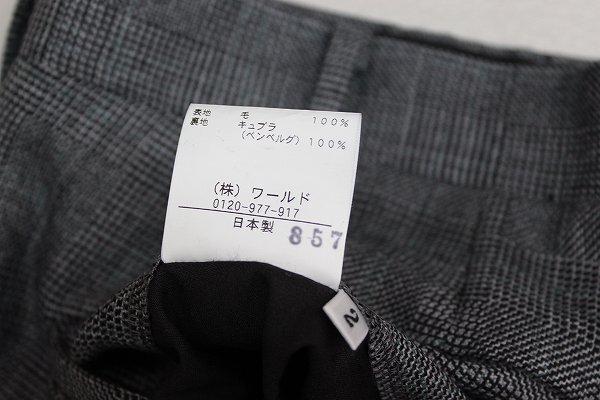 表地 毛 100%
裏地 キュプラ
(ベンベルグ) 100%
(株) ワールド
0120-977-917
日本製 857
2